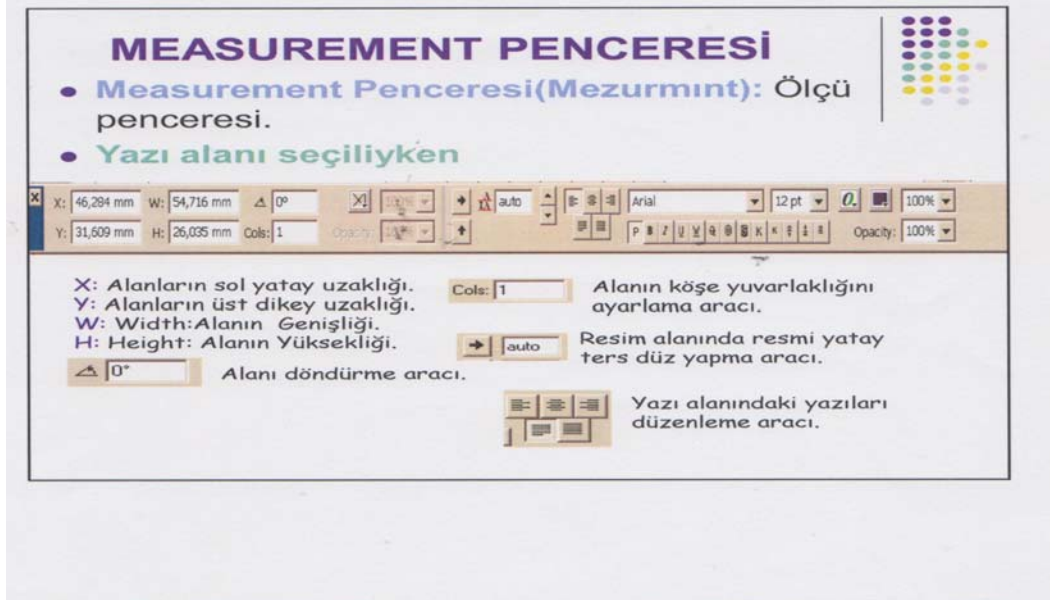 MEASUREMENT PENCERESİ
• Measurement Penceresi(Mezurmınt): Ölçü
penceresi.
• Yazı alanı seçiliyken
X: 46,284 mm W: 54,716 mm 0° auto Arial 12 pt 100%
Y: 31,609 mm H: 26,035 mm Cols: 1 Opacity: 100%
X: Alanların sol yatay uzaklığı.
Y: Alanların üst dikey uzaklığı.
W: Width:Alanın Genişliği.
H: Height: Alanın Yüksekliği.
0° Alanı döndürme aracı.
Cols: 1 Alanın köşe yuvarlaklığını
ayarlama aracı.
auto Resim alanında resmi yatay
ters düz yapma aracı.
Yazı alanındaki yazıları
düzenleme aracı.